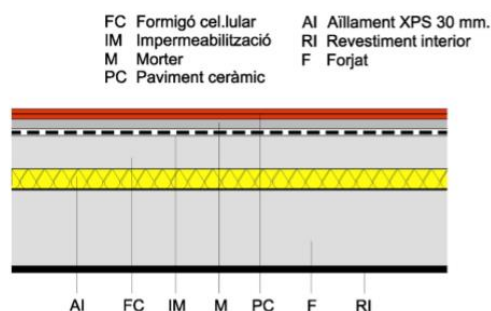 FC Formigó cel.lular
IM Impermeabilització
M Morter
PC Paviment ceràmic
AI Aïllament XPS 30 mm.
RI Revestiment interior
F Forjat
AI FC IM M PC F RI